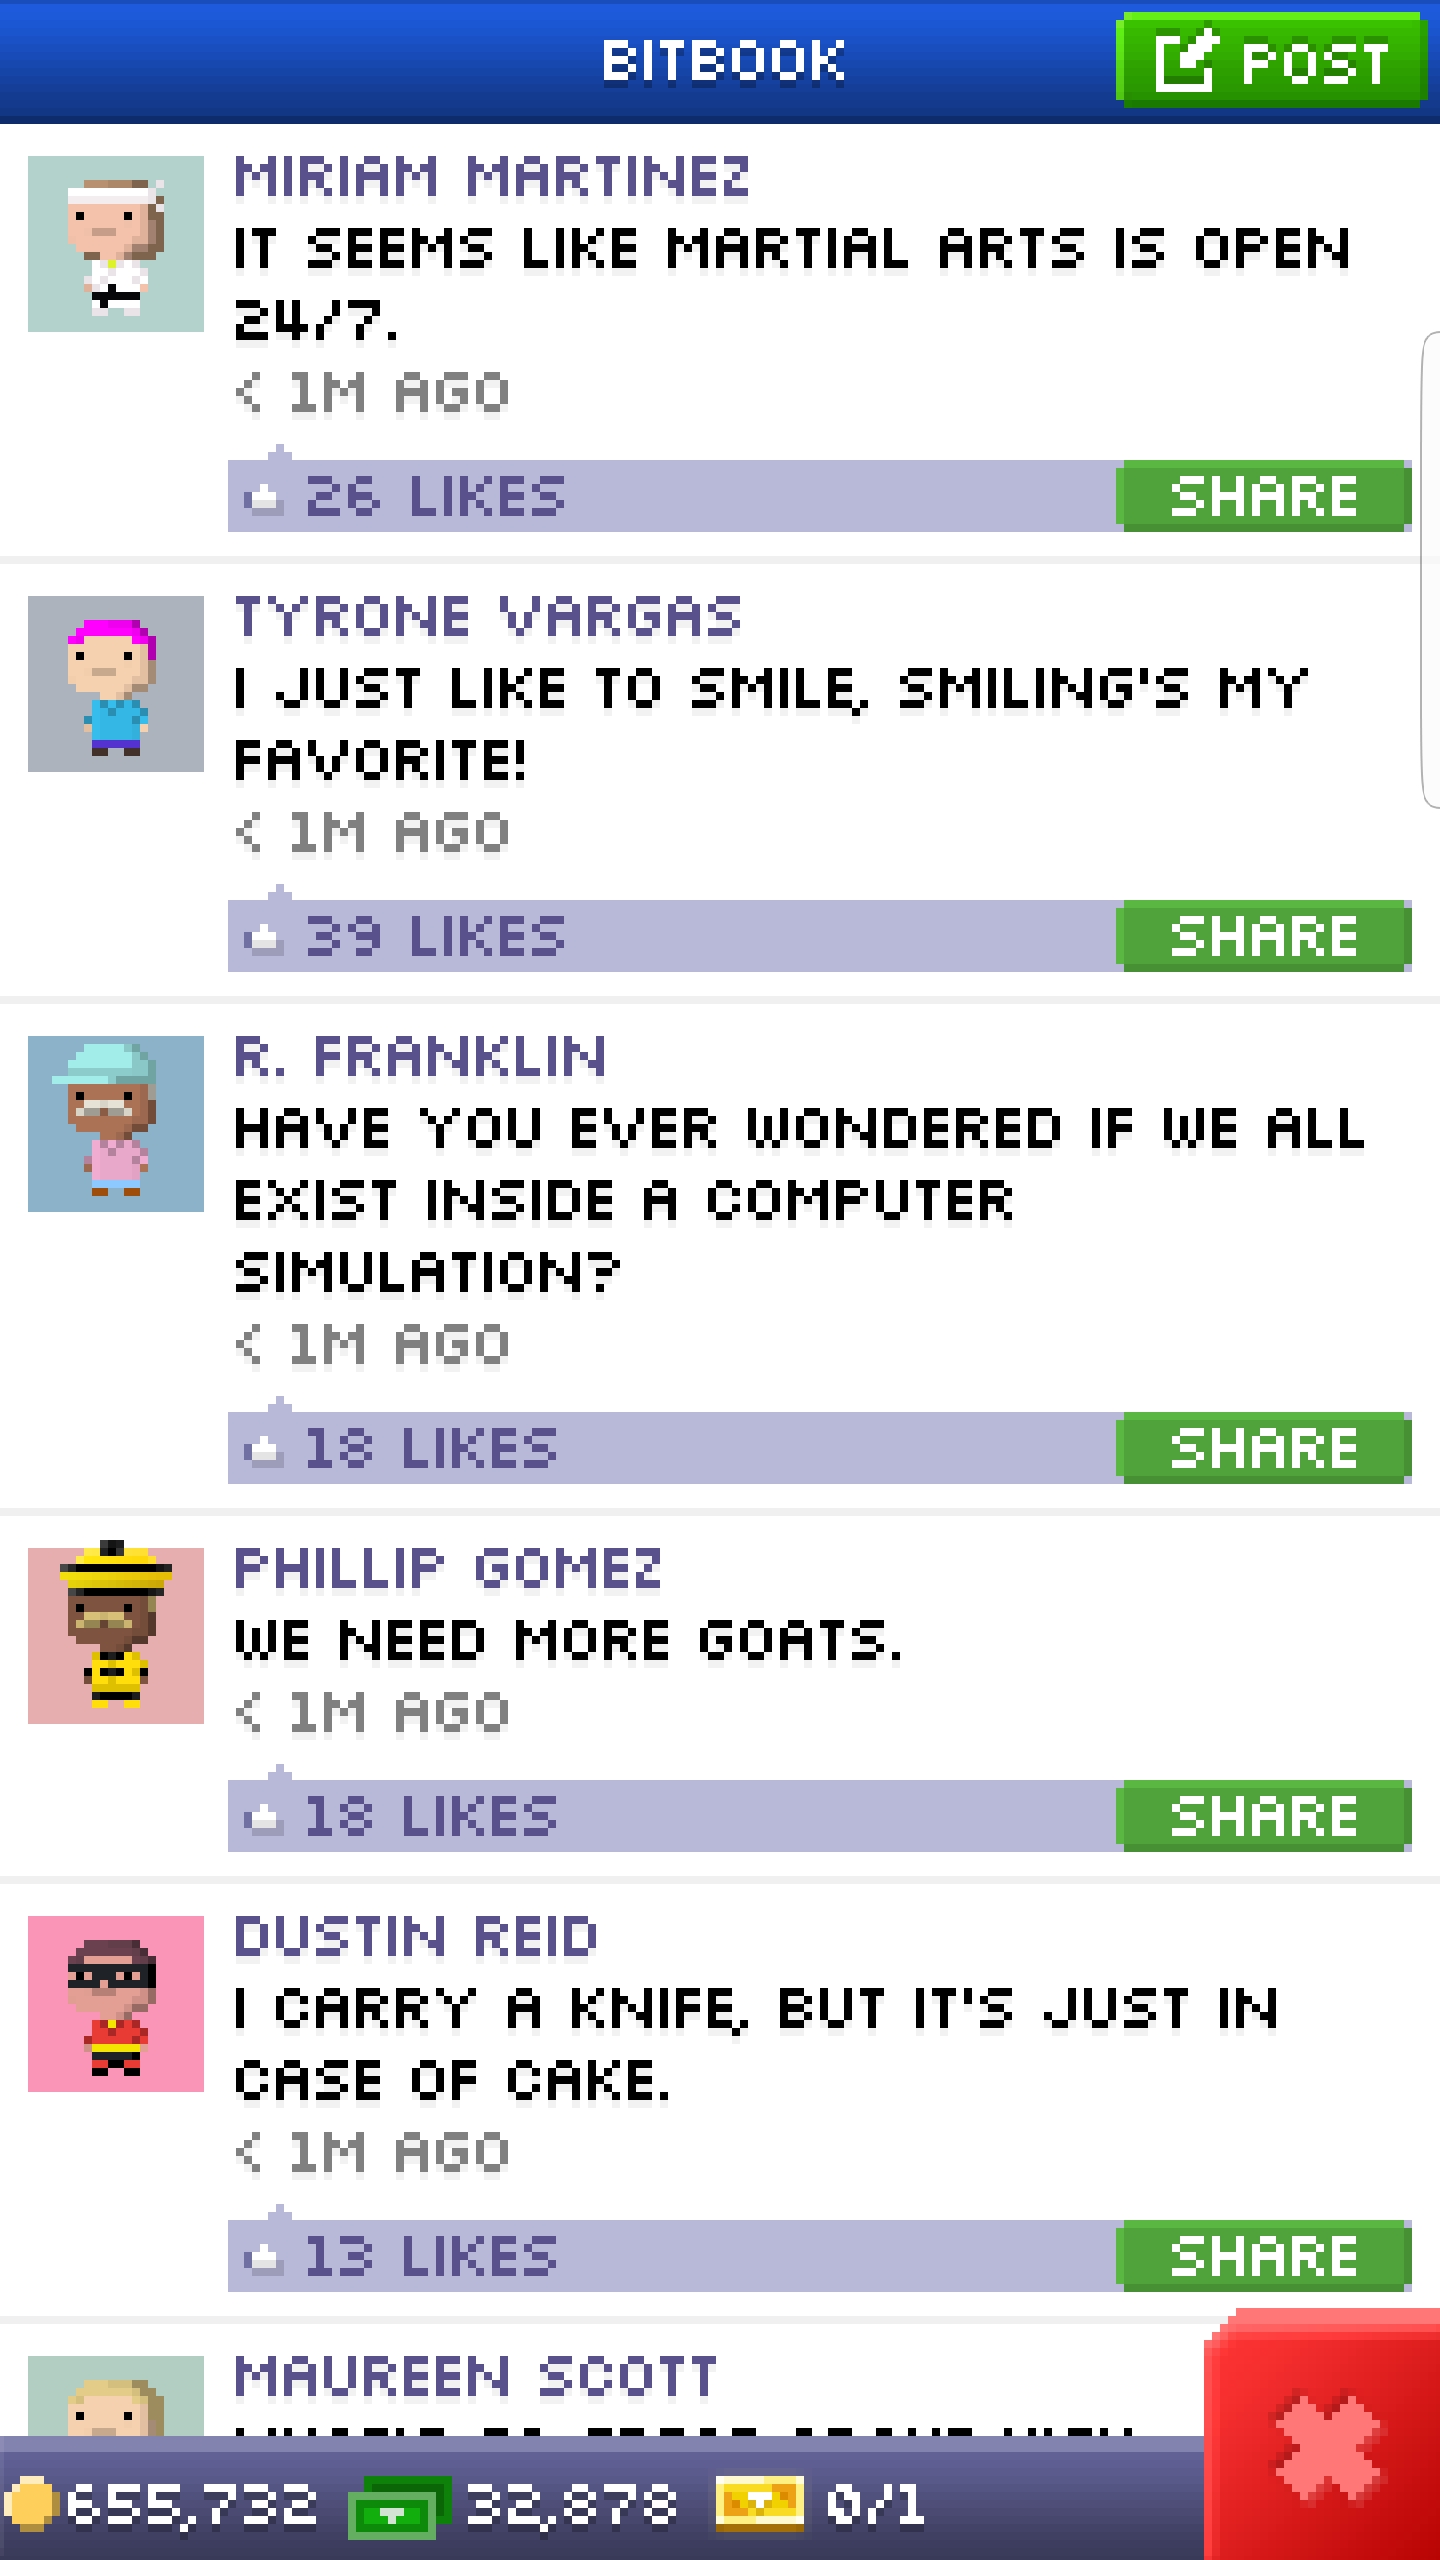 BITBOOK
POST
MIRIAM MARTINEZ
IT SEEMS LIKE MARTIAL ARTS IS OPEN
24/7.
< 1M AGO
26 LIKES
SHARE
TYRONE VARGAS
I JUST LIKE TO SMILE, SMILING'S MY
FAVORITE!
< 1M AGO
39 LIKES
SHARE
R. FRANKLIN
HAVE YOU EVER WONDERED IF WE ALL
EXIST INSIDE A COMPUTER
SIMULATION?
< 1M AGO
18 LIKES
SHARE
PHILLIP GOMEZ
WE NEED MORE GOATS.
< 1M AGO
18 LIKES
SHARE
DUSTIN REID
I CARRY A KNIFE, BUT IT'S JUST IN
CASE OF CAKE.
< 1M AGO
13 LIKES
SHARE
MAUREEN SCOTT
655,732
32,878
0/1